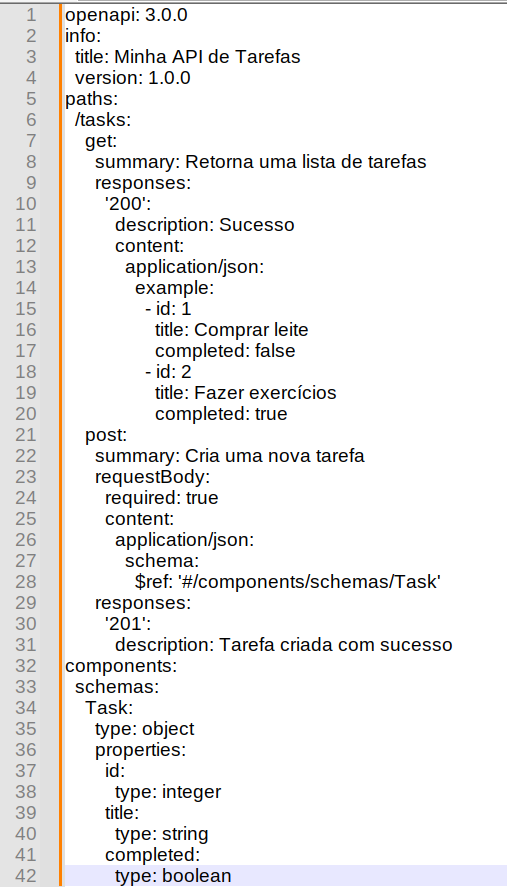 1 openapi: 3.0.0
2 info:
3   title: Minha API de Tarefas
4   version: 1.0.0
5 paths:
6   /tasks:
7     get:
8       summary: Retorna uma lista de tarefas
9       responses:
10         '200':
11           description: Sucesso
12           content:
13             application/json:
14               example:
15                 - id: 1
16                   title: Comprar leite
17                   completed: false
18                 - id: 2
19                   title: Fazer exercícios
20                   completed: true
21     post:
22       summary: Cria uma nova tarefa
23       requestBody:
24         required: true
25         content:
26           application/json:
27             schema:
28               $ref: '#/components/schemas/Task'
29       responses:
30         '201':
31           description: Tarefa criada com sucesso
32 components:
33   schemas:
34     Task:
35       type: object
36       properties:
37         id:
38           type: integer
39         title:
40           type: string
41         completed:
42           type: boolean